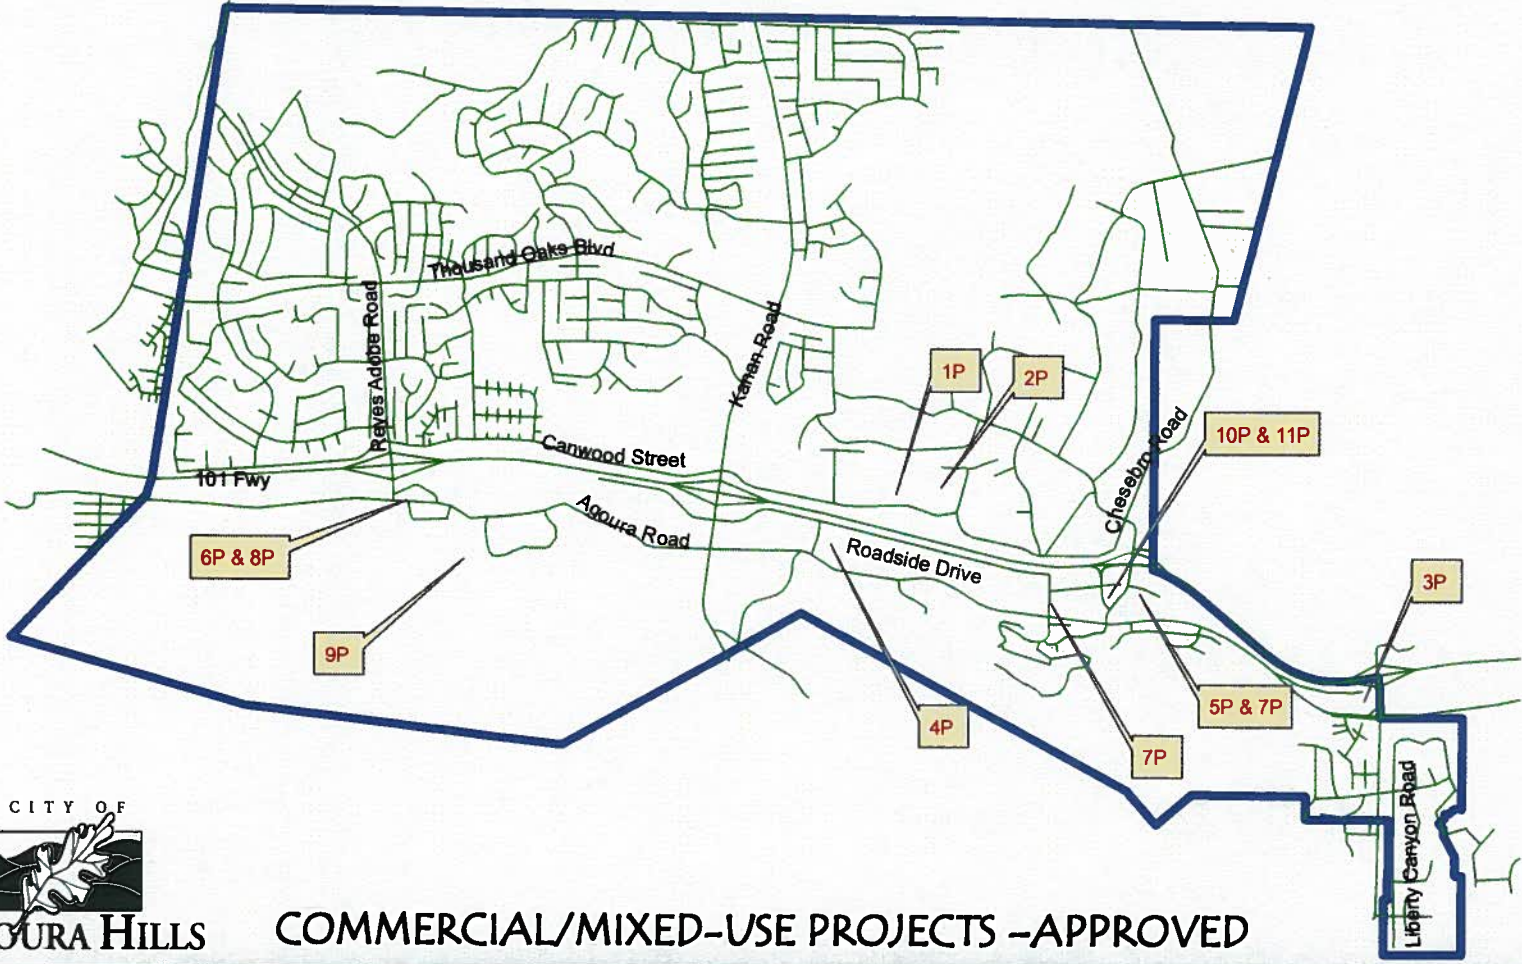 Thousand Oaks Blvd
Reyes Adobe Road
Kanan Road
1P
2P
10P & 11P
Chesebro Road
Canwood Street
101 Fwy
Agoura Road
Roadside Drive
6P & 8P
3P
9P
5P & 7P
4P
7P
Liberty Canyon Road
CITY OF
OURA HILLS
COMMERCIAL/MIXED-USE PROJECTS –APPROVED